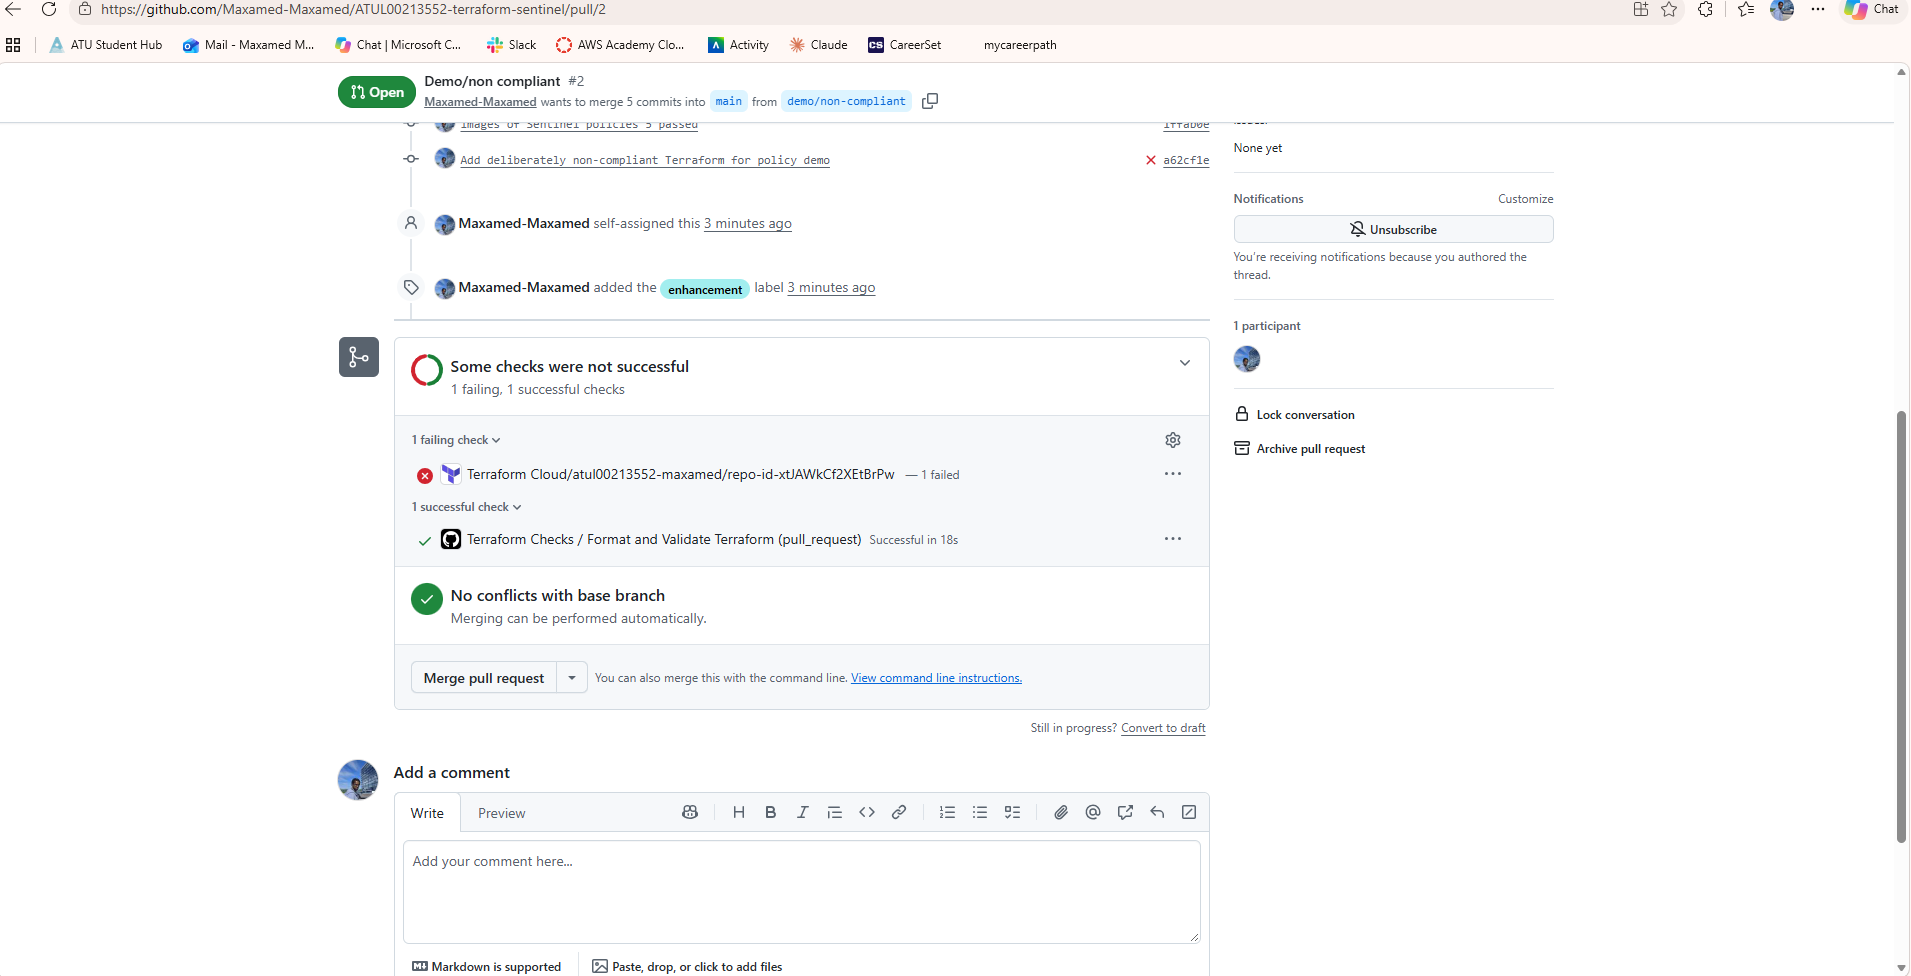 https://github.com/Maxamed-Maxamed/ATUL00213552-terraform-sentinel/pull/2
Chat
ATU Student Hub
Mail - Maxamed M...
Chat | Microsoft C...
Slack
AWS Academy Clo...
Activity
Claude
CS CareerSet
mycareerpath
Open
Demo/non compliant #2
Maxamed-Maxamed wants to merge 5 commits into main from demo/non-compliant
images of Sentinel policies 5 passed 1ffab0e
Add deliberately non-compliant Terraform for policy demo a62cf1e
Maxamed-Maxamed self-assigned this 3 minutes ago
Maxamed-Maxamed added the enhancement label 3 minutes ago
Some checks were not successful
1 failing, 1 successful checks
1 failing check
Terraform Cloud/atul00213552-maxamed/repo-id-xtJAWkCf2XEtBrPw — 1 failed
1 successful check
Terraform Checks / Format and Validate Terraform (pull_request) Successful in 18s
No conflicts with base branch
Merging can be performed automatically.
Merge pull request
You can also merge this with the command line. View command line instructions.
Still in progress? Convert to draft
Add a comment
Write
Preview
Add your comment here...
Markdown is supported
Paste, drop, or click to add files
issues.
None yet
Notifications
Customize
Unsubscribe
You're receiving notifications because you authored the
thread.
1 participant
Lock conversation
Archive pull request